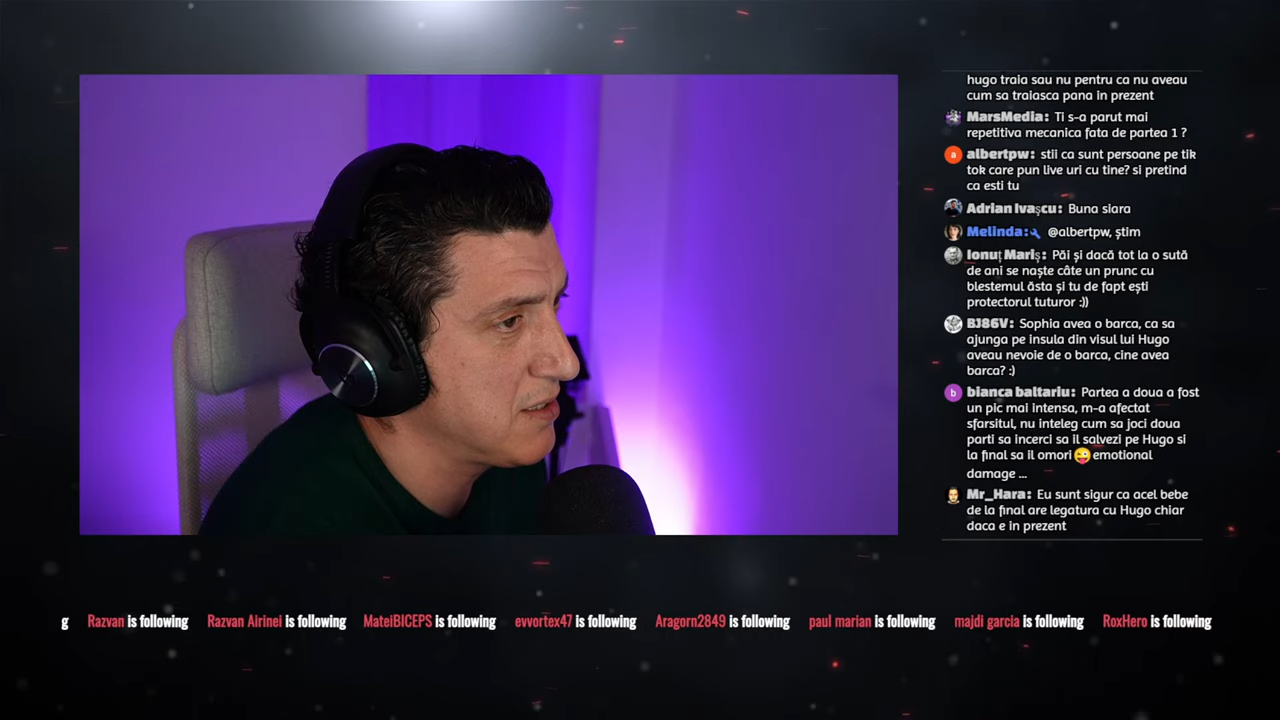 hugo traia sau nu pentru ca nu aveau
cum sa traiasca pana in prezent
MarsMedia: Ti s-a parut mai
repetitiva mecanica fata de partea 1 ?
a albertpw: stii ca sunt persoane pe tik
tok care pun live uri cu tine? si pretind
ca esti tu
Adrian Ivașcu: Buna siara
Melinda: @albertpw, știm
Ionuț Mariș: Păi și dacă tot la o sută
de ani se naște câte un prunc cu
blestemul ăsta și tu de fapt ești
protectorul tuturor :))
BJ86V: Sophia avea o barca, ca sa
ajunga pe insula din visul lui Hugo
aveau nevoie de o barca, cine avea
barca? :)
b bianca baltariu: Partea a doua a fost
un pic mai intensa, m-a afectat
sfarsitul, nu inteleg cum sa joci doua
parti sa incerci sa il salvezi pe Hugo si
la final sa il omori 😜 emotional
damage ...
Mr_Hara: Eu sunt sigur ca acel bebe
de la final are legatura cu Hugo chiar
daca e in prezent
g Razvan is following Razvan Airinei is following MateiBICEPS is following evvortex47 is following Aragorn2849 is following paul marian is following majdi garcia is following RoxHero is following